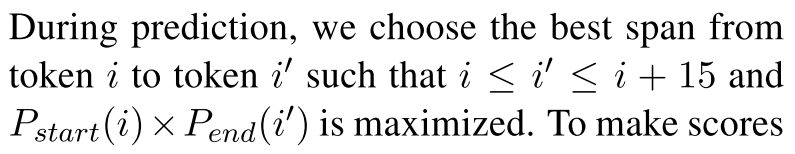 During prediction, we choose the best span from
token i to token i′ such that i ≤ i′ ≤ i + 15 and
P_start(i) × P_end(i′) is maximized. To make scores